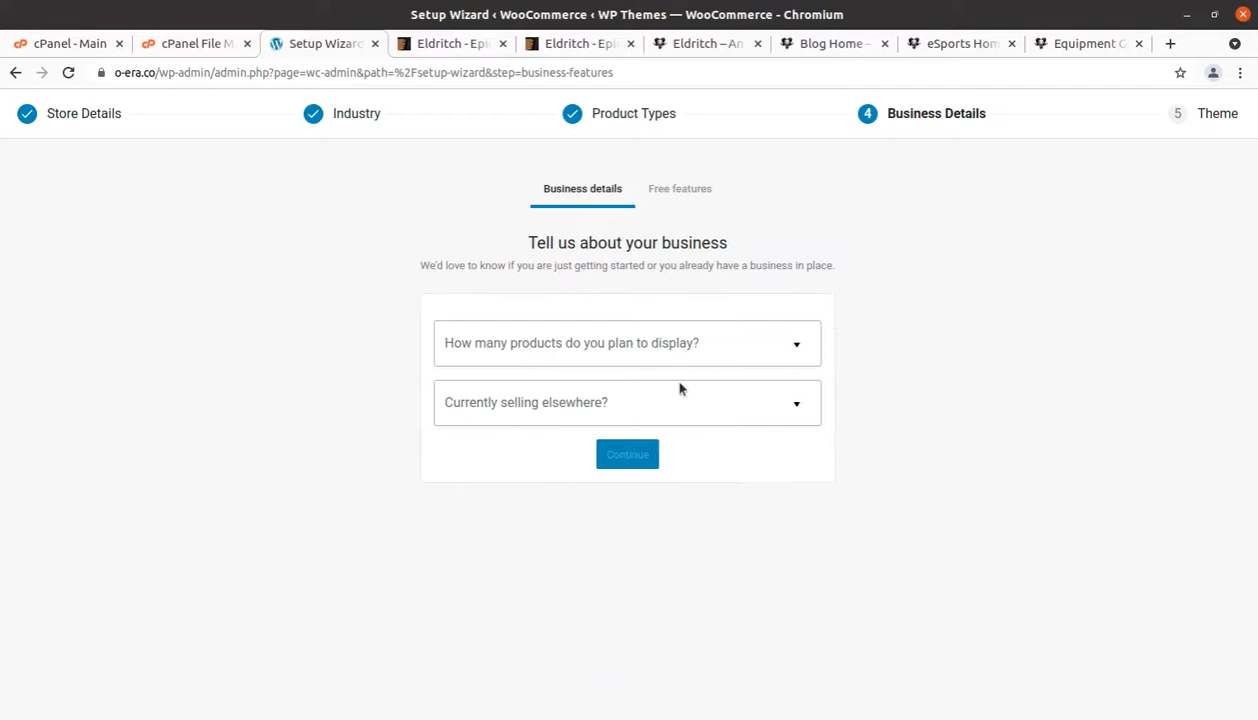 Setup Wizard ‹ WooCommerce ‹ WP Themes — WooCommerce - Chromium
cPanel - Main
cPanel File M
Setup Wizard
Eldritch - Epi
Eldritch - Epi
Eldritch – An
Blog Home –
eSports Hom
Equipment G
o-era.co/wp-admin/admin.php?page=wc-admin&path=%2Fsetup-wizard&step=business-features
Store Details
Industry
Product Types
4 Business Details
5 Theme
Business details
Free features
Tell us about your business
We'd love to know if you are just getting started or you already have a business in place.
How many products do you plan to display?
Currently selling elsewhere?
Continue